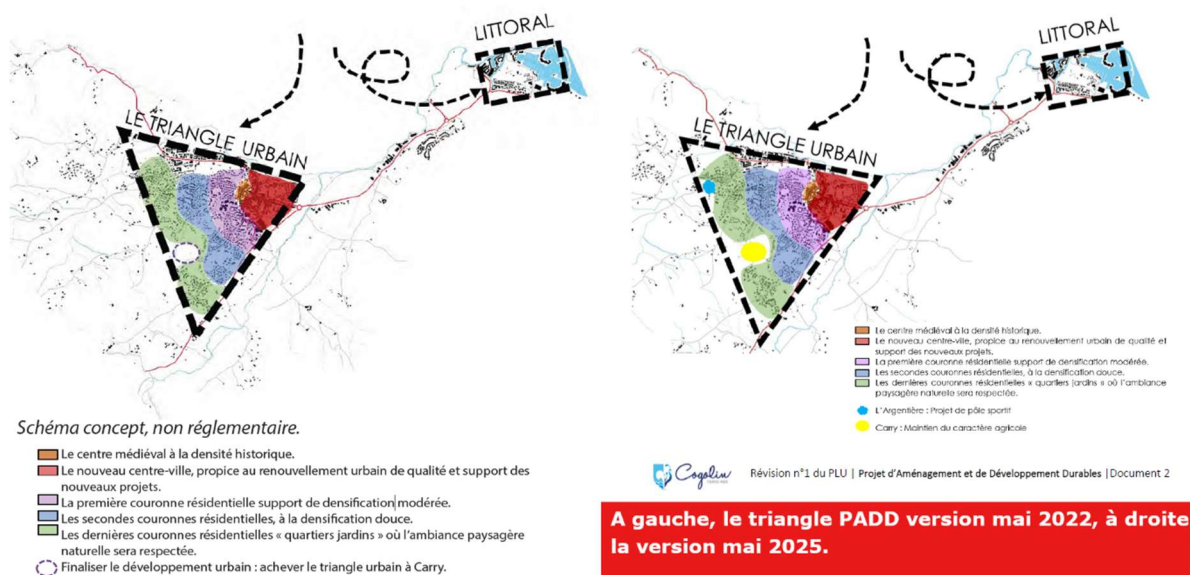 LITTORAL
LE TRIANGLE URBAIN
Schéma concept, non réglementaire.
Le centre médiéval à la densité historique.
Le nouveau centre-ville, propice au renouvellement urbain de qualité et support des
nouveaux projets.
La première couronne résidentielle support de densification modérée.
Les secondes couronnes résidentielles, à la densification douce.
Les dernières couronnes résidentielles « quartiers jardins » où l'ambiance paysagère
naturelle sera respectée.
Finaliser le développement urbain : achever le triangle urbain à Carry.
LITTORAL
LE TRIANGLE URBAIN
Le centre médiéval à la densité historique.
Le nouveau centre-ville, propice au renouvellement urbain de qualité et
support des nouveaux projets.
La première couronne résidentielle support de densification modérée.
Les secondes couronnes résidentielles, à la densification douce.
Les dernières couronnes résidentielles « quartiers jardins » où l'ambiance
paysagère naturelle sera respectée.
L'Argentière : Projet de pôle sportif
Carry : Maintien du caractère agricole
Cogolin
Révision n°1 du PLU | Projet d'Aménagement et de Développement Durables | Document 2
A gauche, le triangle PADD version mai 2022, à droite
la version mai 2025.